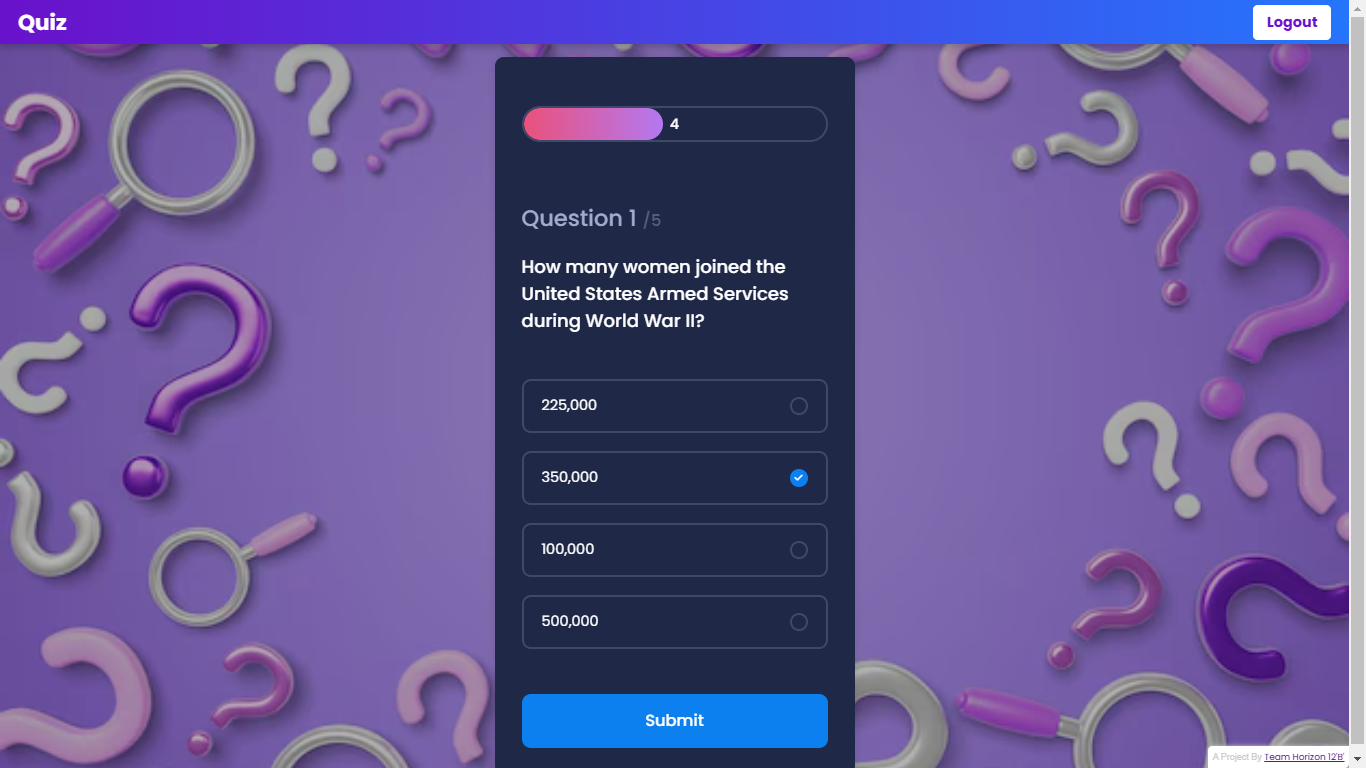 Quiz
Logout
4
Question 1 /5
How many women joined the
United States Armed Services
during World War II?
225,000
350,000
100,000
500,000
Submit
A Project By Team Horizon 12'B'